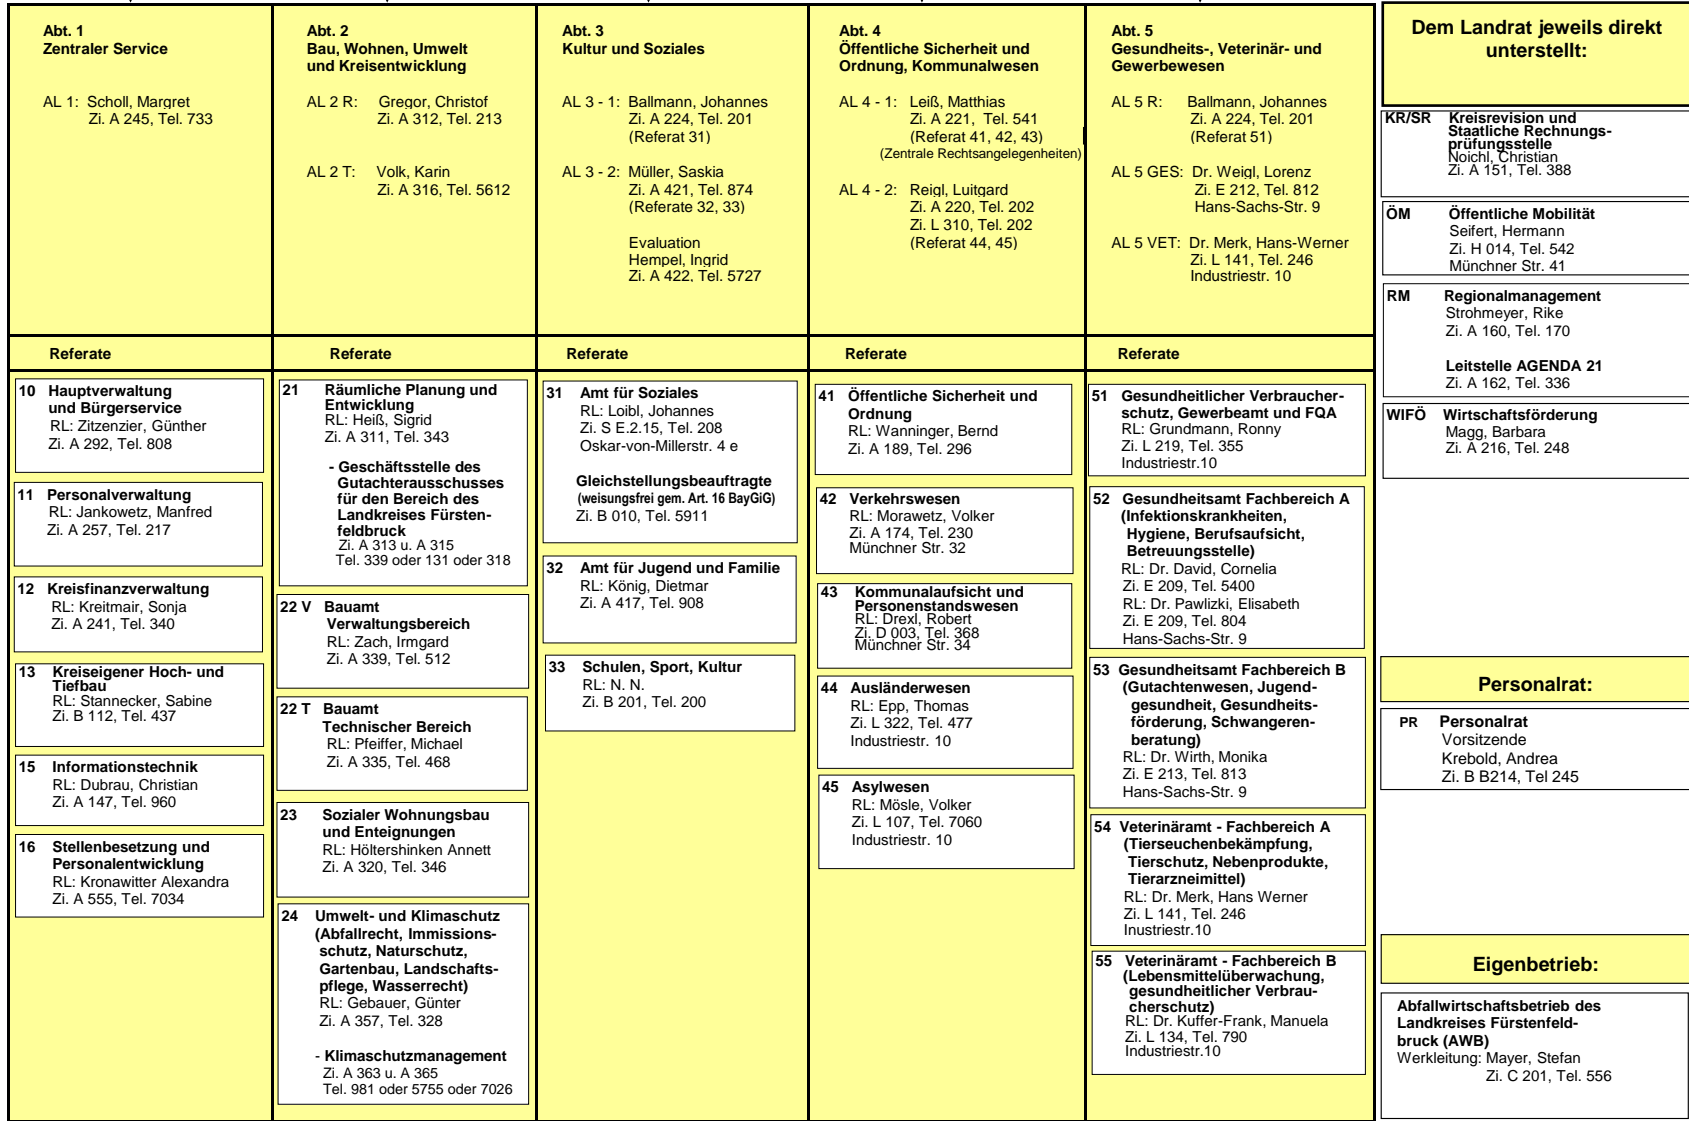 Abt. 1
Zentraler Service
AL 1: Scholl, Margret
Zi. A 245, Tel. 733
Abt. 2
Bau, Wohnen, Umwelt
und Kreisentwicklung
AL 2 R: Gregor, Christof
Zi. A 312, Tel. 213
AL 2 T: Volk, Karin
Zi. A 316, Tel. 5612
Abt. 3
Kultur und Soziales
AL 3 - 1: Ballmann, Johannes
Zi. A 224, Tel. 201
(Referat 31)
AL 3 - 2: Müller, Saskia
Zi. A 421, Tel. 874
(Referate 32, 33)
Evaluation
Hempel, Ingrid
Zi. A 422, Tel. 5727
Abt. 4
Öffentliche Sicherheit und
Ordnung, Kommunalwesen
AL 4 - 1: Leiß, Matthias
Zi. A 221, Tel. 541
(Referat 41, 42, 43)
(Zentrale Rechtsangelegenheiten)
AL 4 - 2: Reigl, Luitgard
Zi. A 220, Tel. 202
Zi. L 310, Tel. 202
(Referat 44, 45)
Abt. 5
Gesundheits-, Veterinär- und
Gewerbewesen
AL 5 R: Ballmann, Johannes
Zi. A 224, Tel. 201
(Referat 51)
AL 5 GES: Dr. Weigl, Lorenz
Zi. E 212, Tel. 812
Hans-Sachs-Str. 9
AL 5 VET: Dr. Merk, Hans-Werner
Zi. L 141, Tel. 246
Industriestr. 10
Referate
10 Hauptverwaltung
und Bürgerservice
RL: Zitzenzier, Günther
Zi. A 292, Tel. 808
11 Personalverwaltung
RL: Jankowetz, Manfred
Zi. A 257, Tel. 217
12 Kreisfinanzverwaltung
RL: Kreitmair, Sonja
Zi. A 241, Tel. 340
13 Kreiseigener Hoch- und
Tiefbau
RL: Stannecker, Sabine
Zi. B 112, Tel. 437
15 Informationstechnik
RL: Dubrau, Christian
Zi. A 147, Tel. 960
16 Stellenbesetzung und
Personalentwicklung
RL: Kronawitter Alexandra
Zi. A 555, Tel. 7034
Referate
21 Räumliche Planung und
Entwicklung
RL: Heiß, Sigrid
Zi. A 311, Tel. 343
- Geschäftsstelle des
Gutachterausschusses
für den Bereich des
Landkreises Fürsten-
feldbruck
Zi. A 313 u. A 315
Tel. 339 oder 131 oder 318
22 V Bauamt
Verwaltungsbereich
RL: Zach, Irmgard
Zi. A 339, Tel. 512
22 T Bauamt
Technischer Bereich
RL: Pfeiffer, Michael
Zi. A 335, Tel. 468
23 Sozialer Wohnungsbau
und Enteignungen
RL: Höltershinken Annett
Zi. A 320, Tel. 346
24 Umwelt- und Klimaschutz
(Abfallrecht, Immissions-
schutz, Naturschutz,
Gartenbau, Landschafts-
pflege, Wasserrecht)
RL: Gebauer, Günter
Zi. A 357, Tel. 328
- Klimaschutzmanagement
Zi. A 363 u. A 365
Tel. 981 oder 5755 oder 7026
Referate
31 Amt für Soziales
RL: Loibl, Johannes
Zi. S E.2.15, Tel. 208
Oskar-von-Millerstr. 4 e
Gleichstellungsbeauftragte
(weisungsfrei gem. Art. 16 BayGiG)
Zi. B 010, Tel. 5911
32 Amt für Jugend und Familie
RL: König, Dietmar
Zi. A 417, Tel. 908
33 Schulen, Sport, Kultur
RL: N. N.
Zi. B 201, Tel. 200
Referate
41 Öffentliche Sicherheit und
Ordnung
RL: Wanninger, Bernd
Zi. A 189, Tel. 296
42 Verkehrswesen
RL: Morawetz, Volker
Zi. A 174, Tel. 230
Münchner Str. 32
43 Kommunalaufsicht und
Personenstandswesen
RL: Drexl, Robert
Zi. D 003, Tel. 368
Münchner Str. 34
44 Ausländerwesen
RL: Epp, Thomas
Zi. L 322, Tel. 477
Industriestr. 10
45 Asylwesen
RL: Mösle, Volker
Zi. L 107, Tel. 7060
Industriestr. 10
Referate
51 Gesundheitlicher Verbraucher-
schutz, Gewerbeamt und FQA
RL: Grundmann, Ronny
Zi. L 219, Tel. 355
Industriestr.10
52 Gesundheitsamt Fachbereich A
(Infektionskrankheiten,
Hygiene, Berufsaufsicht,
Betreuungsstelle)
RL: Dr. David, Cornelia
Zi. E 209, Tel. 5400
RL: Dr. Pawlizki, Elisabeth
Zi. E 209, Tel. 804
Hans-Sachs-Str. 9
53 Gesundheitsamt Fachbereich B
(Gutachtenwesen, Jugend-
gesundheit, Gesundheits-
förderung, Schwangeren-
beratung)
RL: Dr. Wirth, Monika
Zi. E 213, Tel. 813
Hans-Sachs-Str. 9
54 Veterinäramt - Fachbereich A
(Tierseuchenbekämpfung,
Tierschutz, Nebenprodukte,
Tierarzneimittel)
RL: Dr. Merk, Hans Werner
Zi. L 141, Tel. 246
Inustriestr.10
55 Veterinäramt - Fachbereich B
(Lebensmittelüberwachung,
gesundheitlicher Verbrau-
cherschutz)
RL: Dr. Kuffer-Frank, Manuela
Zi. L 134, Tel. 790
Industriestr.10
Dem Landrat jeweils direkt
unterstellt:
KR/SR Kreisrevision und
Staatliche Rechnungs-
prüfungsstelle
Noichl, Christian
Zi. A 151, Tel. 388
ÖM Öffentliche Mobilität
Seifert, Hermann
Zi. H 014, Tel. 542
Münchner Str. 41
RM Regionalmanagement
Strohmeyer, Rike
Zi. A 160, Tel. 170
Leitstelle AGENDA 21
Zi. A 162, Tel. 336
WIFÖ Wirtschaftsförderung
Magg, Barbara
Zi. A 216, Tel. 248
Personalrat:
PR Personalrat
Vorsitzende
Krebold, Andrea
Zi. B B214, Tel 245
Eigenbetrieb:
Abfallwirtschaftsbetrieb des
Landkreises Fürstenfeld-
bruck (AWB)
Werkleitung: Mayer, Stefan
Zi. C 201, Tel. 556